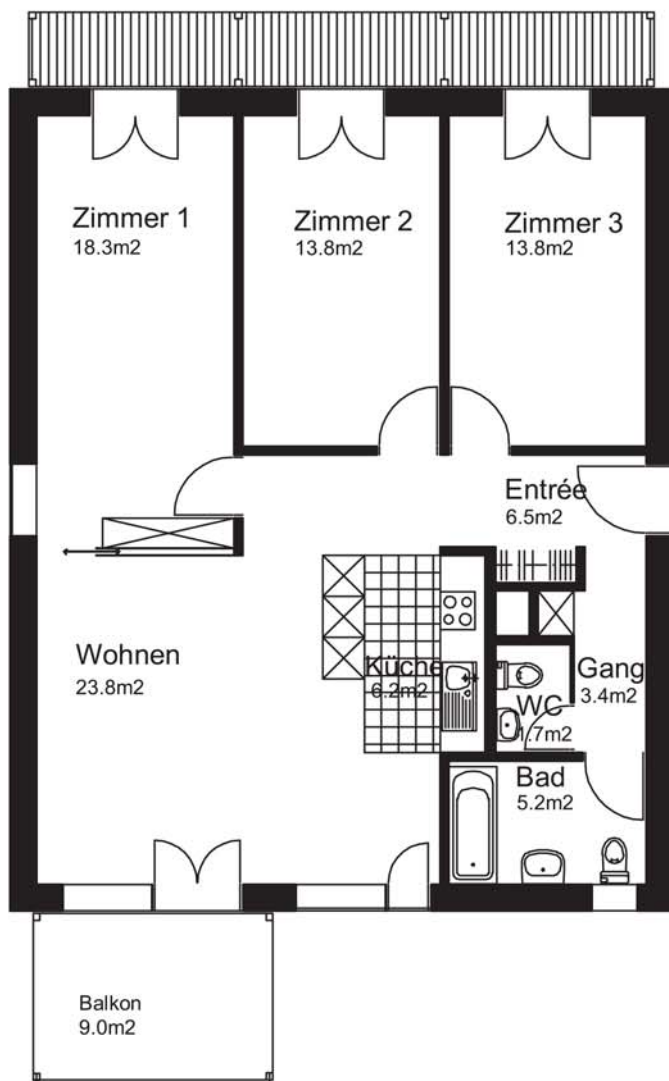 Zimmer 1
18.3m2
Zimmer 2
13.8m2
Zimmer 3
13.8m2
Entrée
6.5m2
Wohnen
23.8m2
Küche
6.2m2
Gang
3.4m2
WC
1.7m2
Bad
5.2m2
Balkon
9.0m2